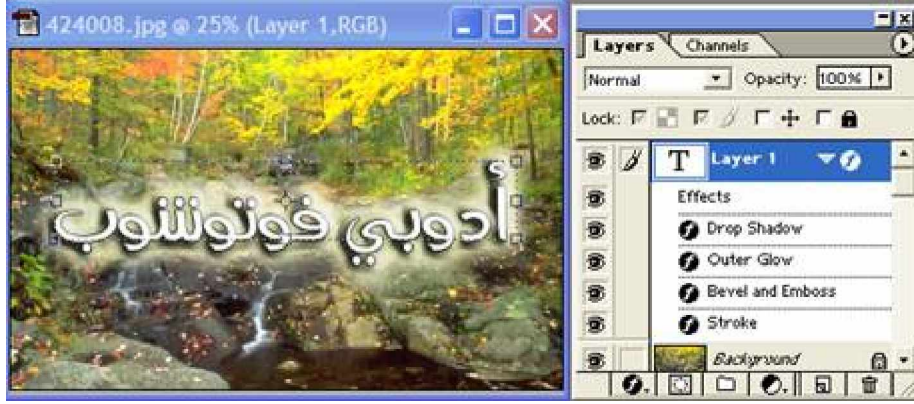 424008.jpg @ 25% (Layer 1,RGB)
أدوبي فوتوشوب
Layers Channels
Normal Opacity: 100%
Lock:
T Layer 1
Effects
Drop Shadow
Outer Glow
Bevel and Emboss
Stroke
Background